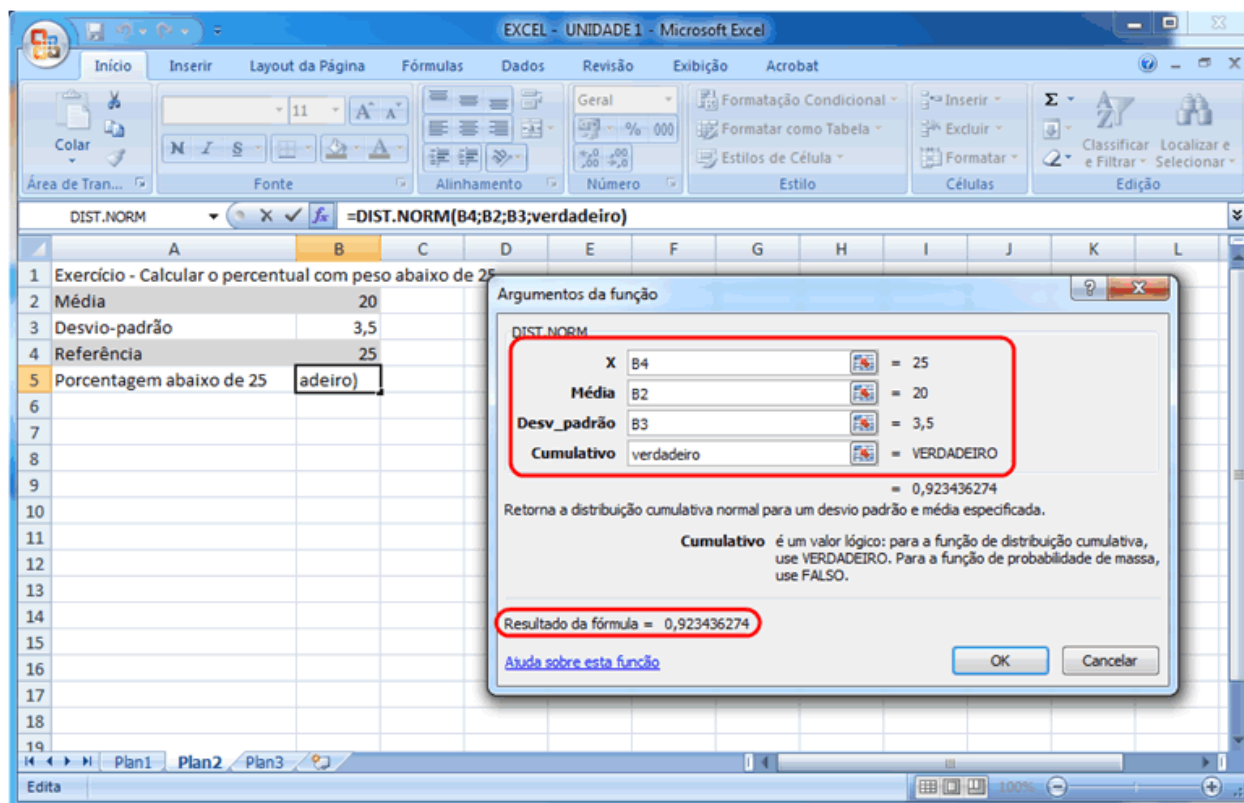 EXCEL - UNIDADE 1 - Microsoft Excel
Início Inserir Layout da Página Fórmulas Dados Revisão Exibição Acrobat
Colar
11
N I S
A A
A
Geral
% 000
Formatação Condicional
Formatar como Tabela
Estilos de Célula
Inserir
Excluir
Formatar
Σ
Classificar e Filtrar
Localizar e Selecionar
Área de Tran... Fonte Alinhamento Número Estilo Células Edição
DIST.NORM fx =DIST.NORM(B4;B2;B3;verdadeiro)
A B C D E F G H I J K L
1 Exercício - Calcular o percentual com peso abaixo de 25
2 Média 20
3 Desvio-padrão 3,5
4 Referência 25
5 Porcentagem abaixo de 25 adeiro)
6
7
8
9
10
11
12
13
14
15
16
17
18
19
Argumentos da função
DIST.NORM
X B4 = 25
Média B2 = 20
Desv_padrão B3 = 3,5
Cumulativo verdadeiro = VERDADEIRO
= 0,923436274
Retorna a distribuição cumulativa normal para um desvio padrão e média especificada.
Cumulativo é um valor lógico: para a função de distribuição cumulativa,
use VERDADEIRO. Para a função de probabilidade de massa,
use FALSO.
Resultado da fórmula = 0,923436274
Ajuda sobre esta função
OK Cancelar
Plan1 Plan2 Plan3
Edita 100%